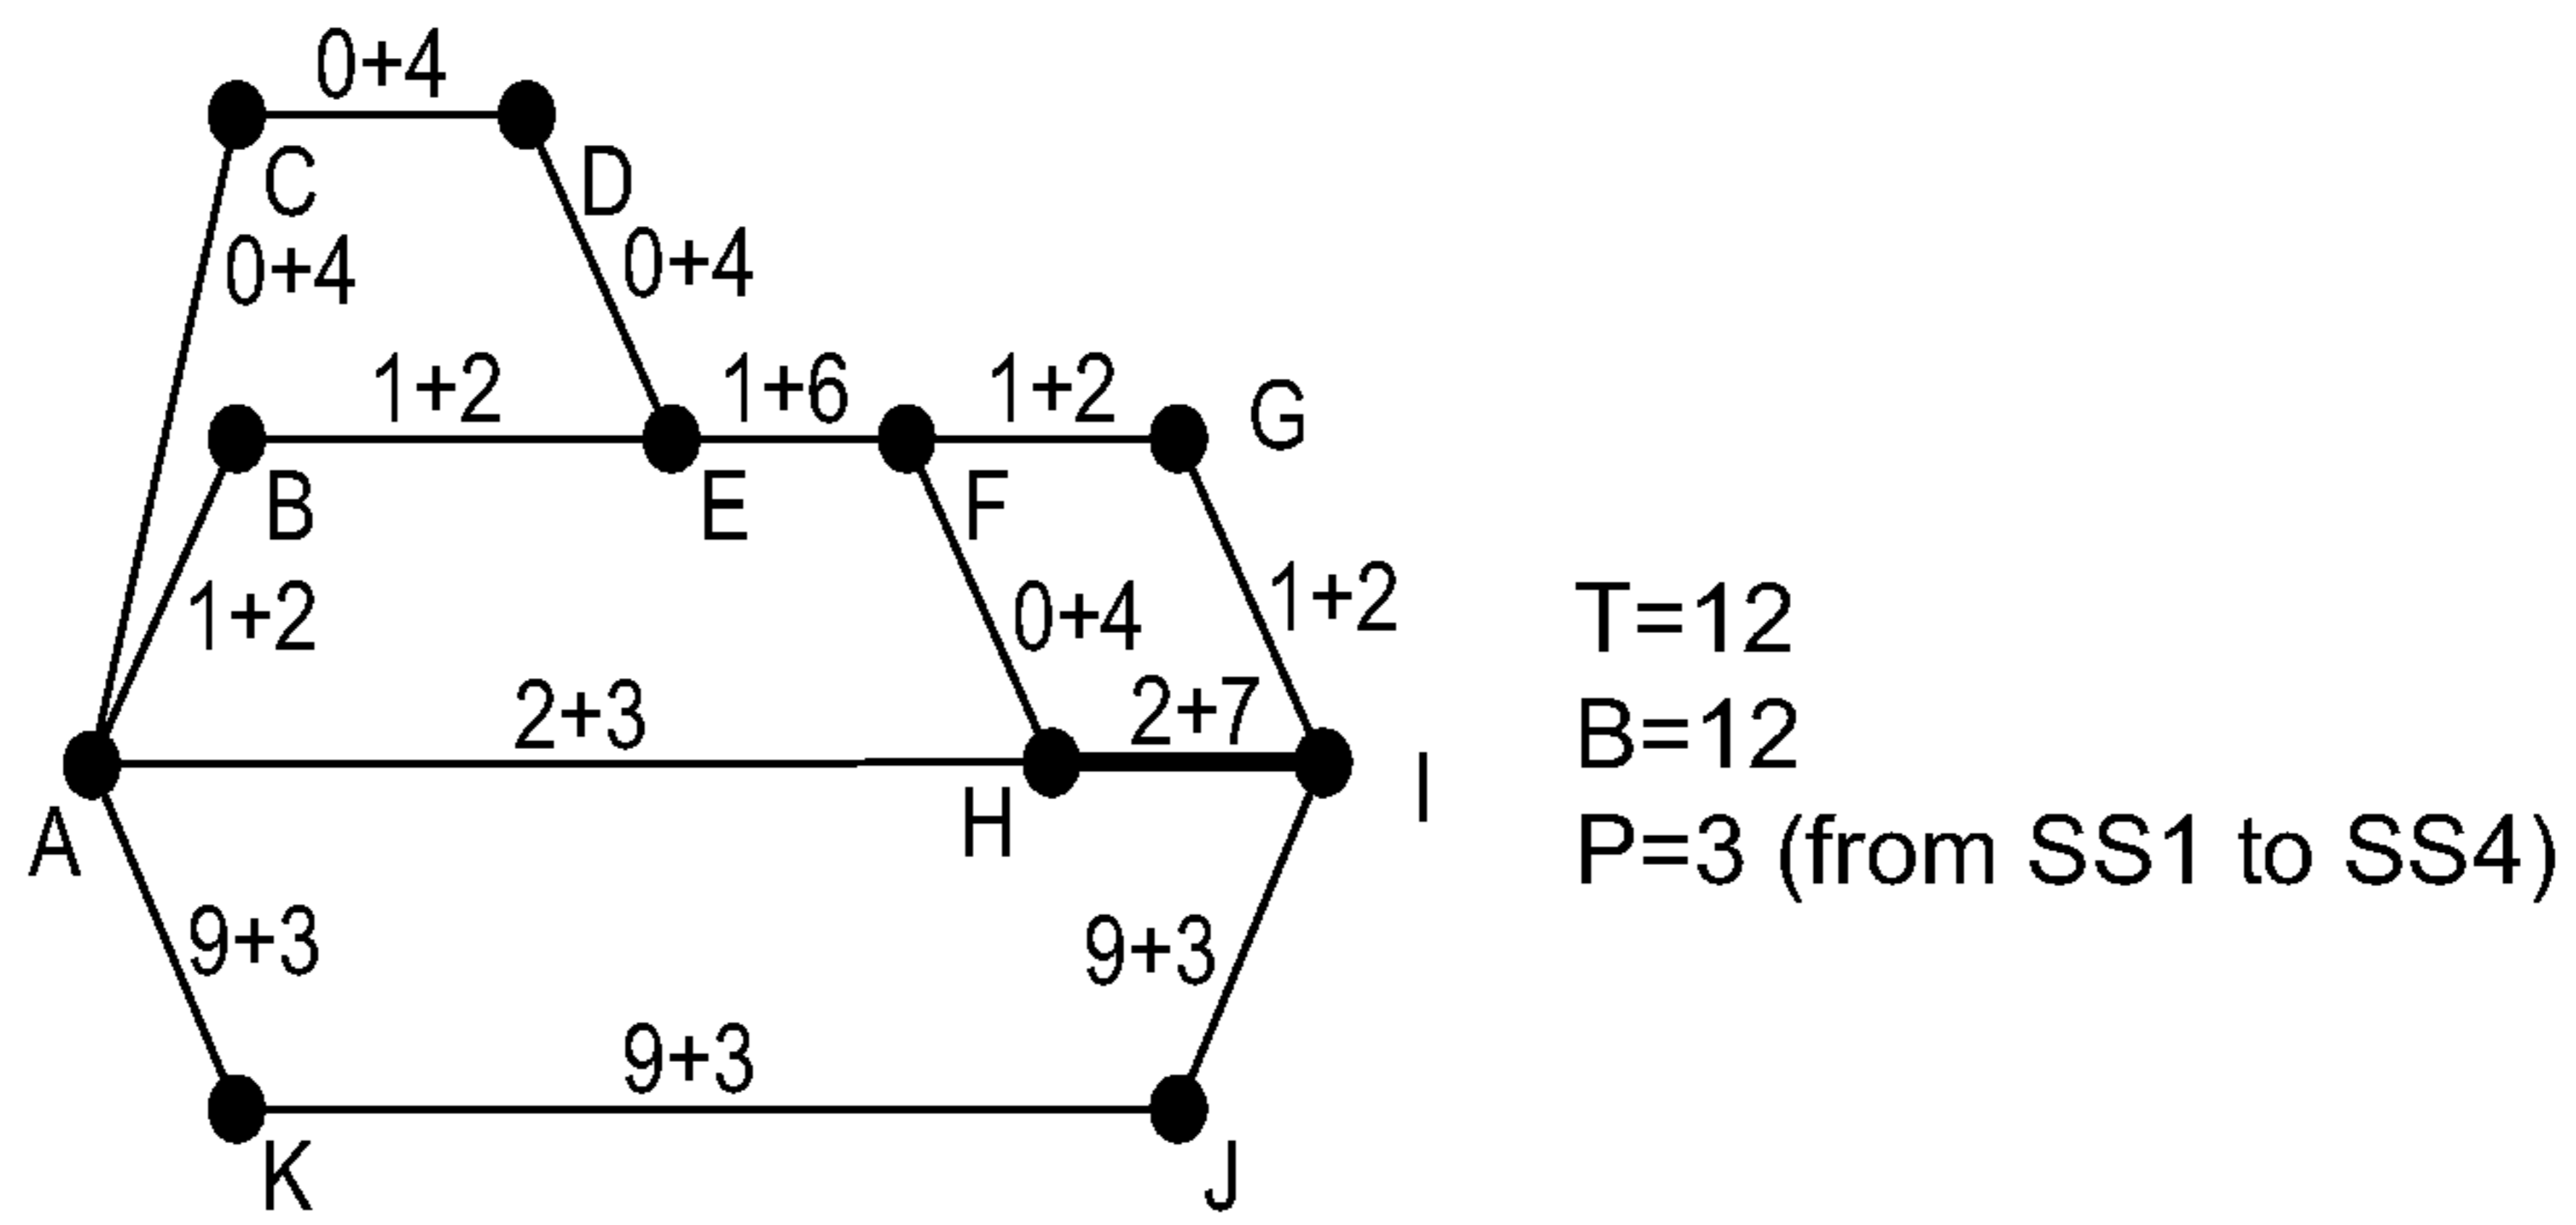 0+4
C
D
0+4
0+4
1+2
1+6
1+2
G
B
E
F
1+2
0+4
1+2
T=12
2+3
2+7
B=12
A
H
I
P=3 (from SS1 to SS4)
9+3
9+3
9+3
K
J